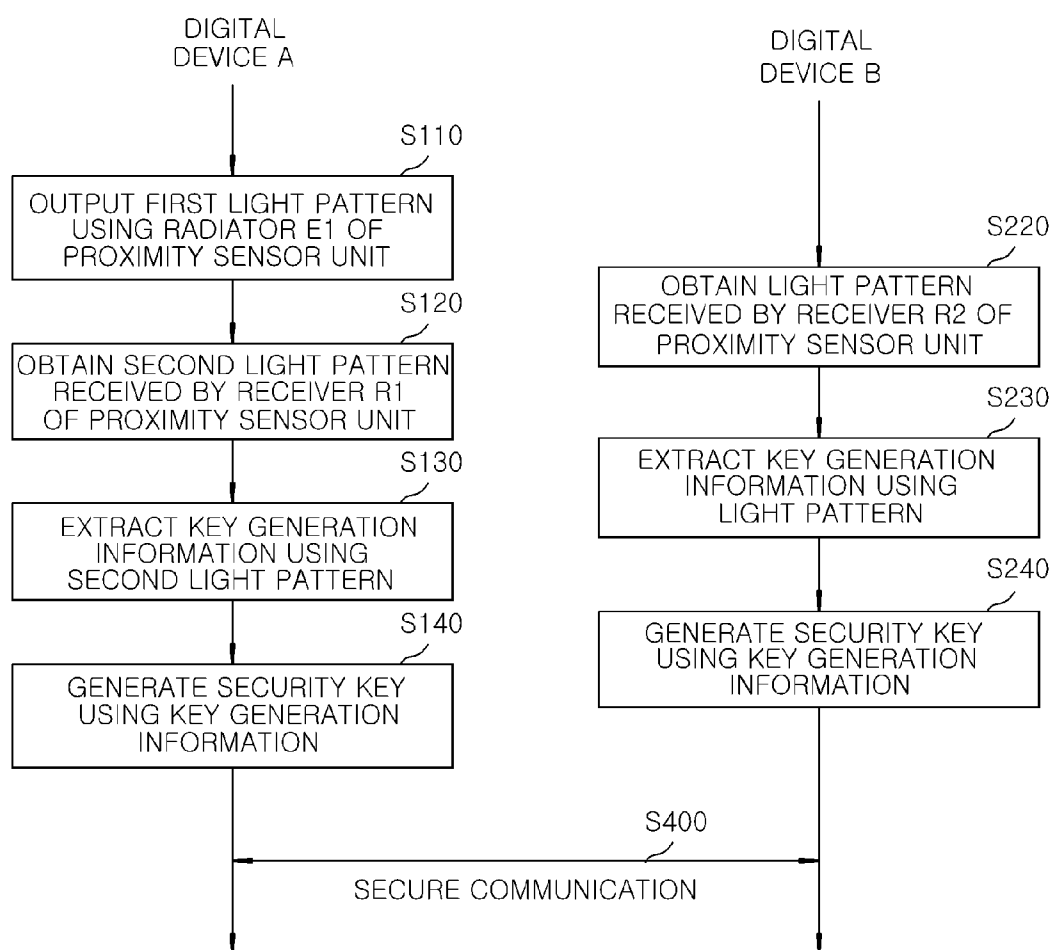 DIGITAL
DEVICE A
S110
OUTPUT FIRST LIGHT PATTERN
USING RADIATOR E1 OF
PROXIMITY SENSOR UNIT
S120
OBTAIN SECOND LIGHT PATTERN
RECEIVED BY RECEIVER R1
OF PROXIMITY SENSOR UNIT
S130
EXTRACT KEY GENERATION
INFORMATION USING
SECOND LIGHT PATTERN
S140
GENERATE SECURITY KEY
USING KEY GENERATION
INFORMATION
DIGITAL
DEVICE B
S220
OBTAIN LIGHT PATTERN
RECEIVED BY RECEIVER R2 OF
PROXIMITY SENSOR UNIT
S230
EXTRACT KEY GENERATION
INFORMATION USING
LIGHT PATTERN
S240
GENERATE SECURITY KEY
USING KEY GENERATION
INFORMATION
S400
SECURE COMMUNICATION